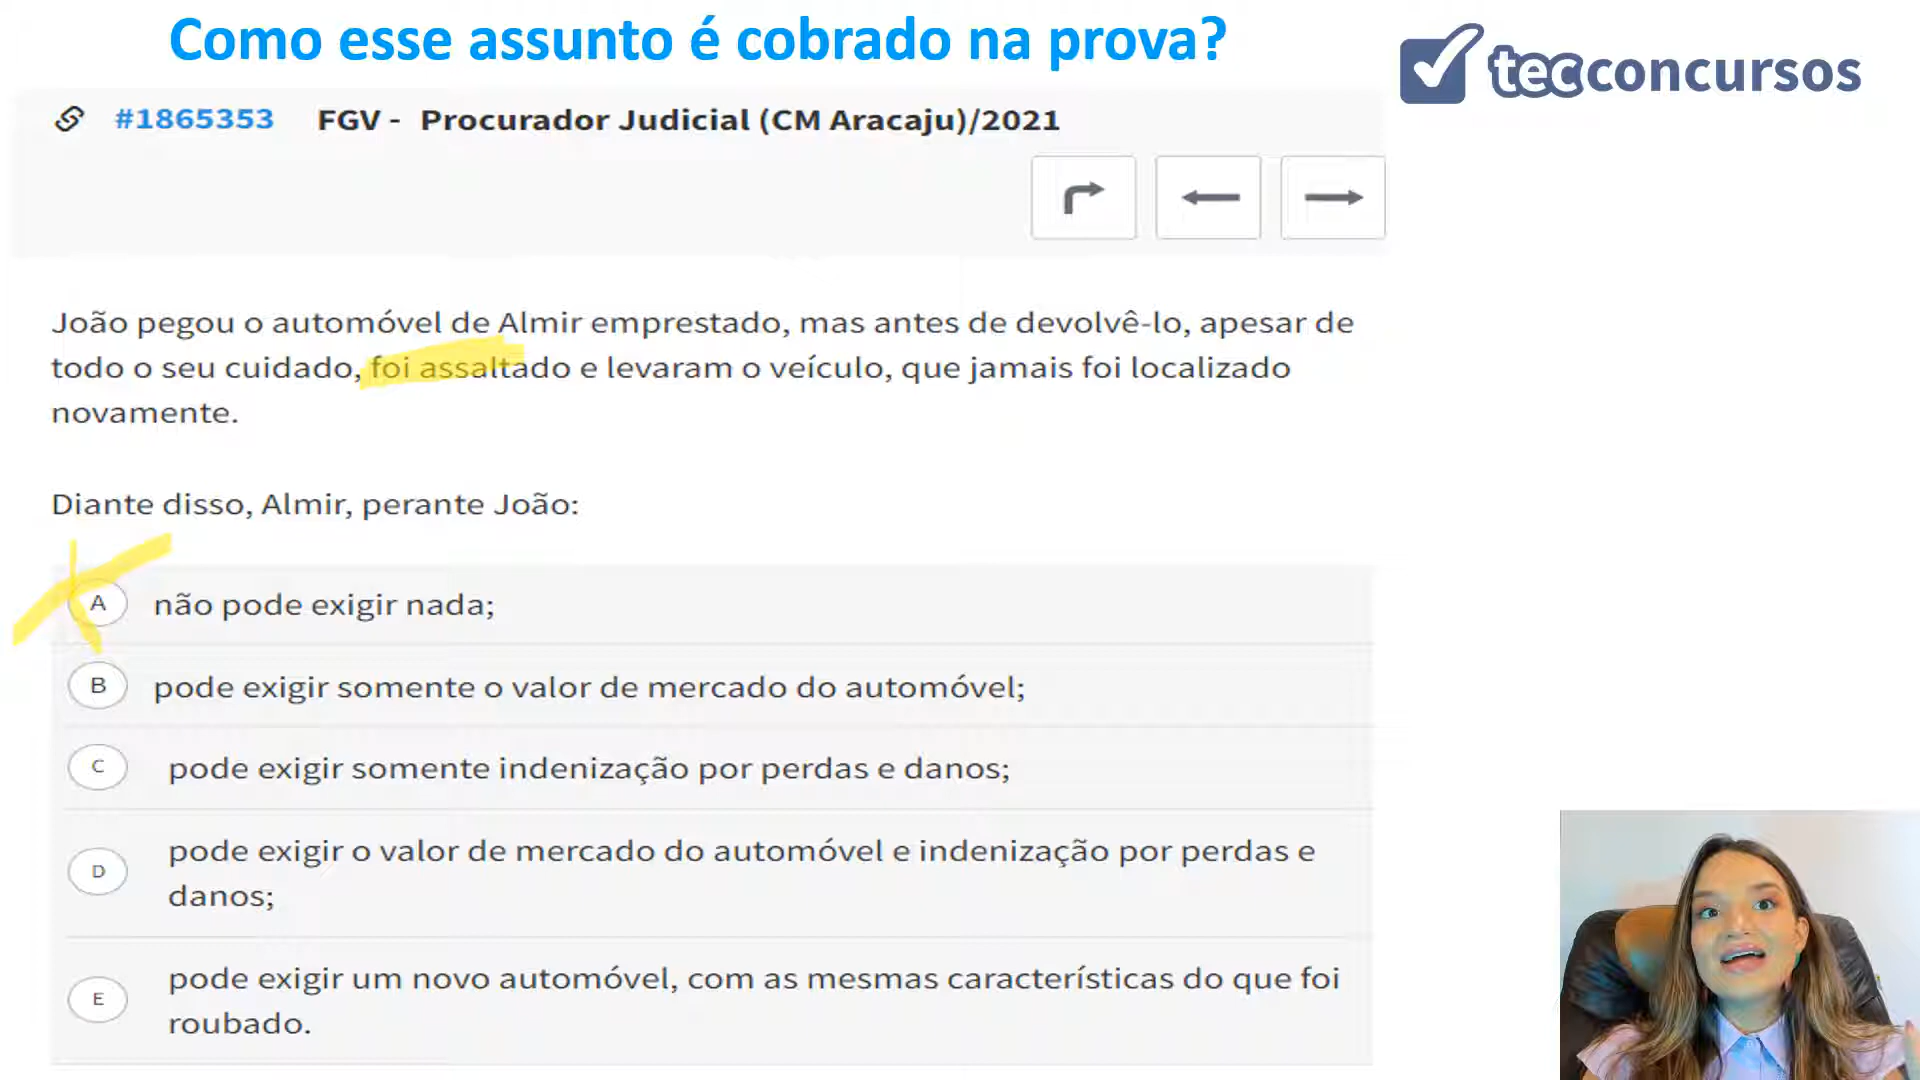 Como esse assunto é cobrado na prova?
tecconcursos
#1865353 FGV - Procurador Judicial (CM Aracaju)/2021
João pegou o automóvel de Almir emprestado, mas antes de devolvê-lo, apesar de
todo o seu cuidado, foi assaltado e levaram o veículo, que jamais foi localizado
novamente.
Diante disso, Almir, perante João:
A não pode exigir nada;
B pode exigir somente o valor de mercado do automóvel;
C pode exigir somente indenização por perdas e danos;
D pode exigir o valor de mercado do automóvel e indenização por perdas e
danos;
E pode exigir um novo automóvel, com as mesmas características do que foi
roubado.